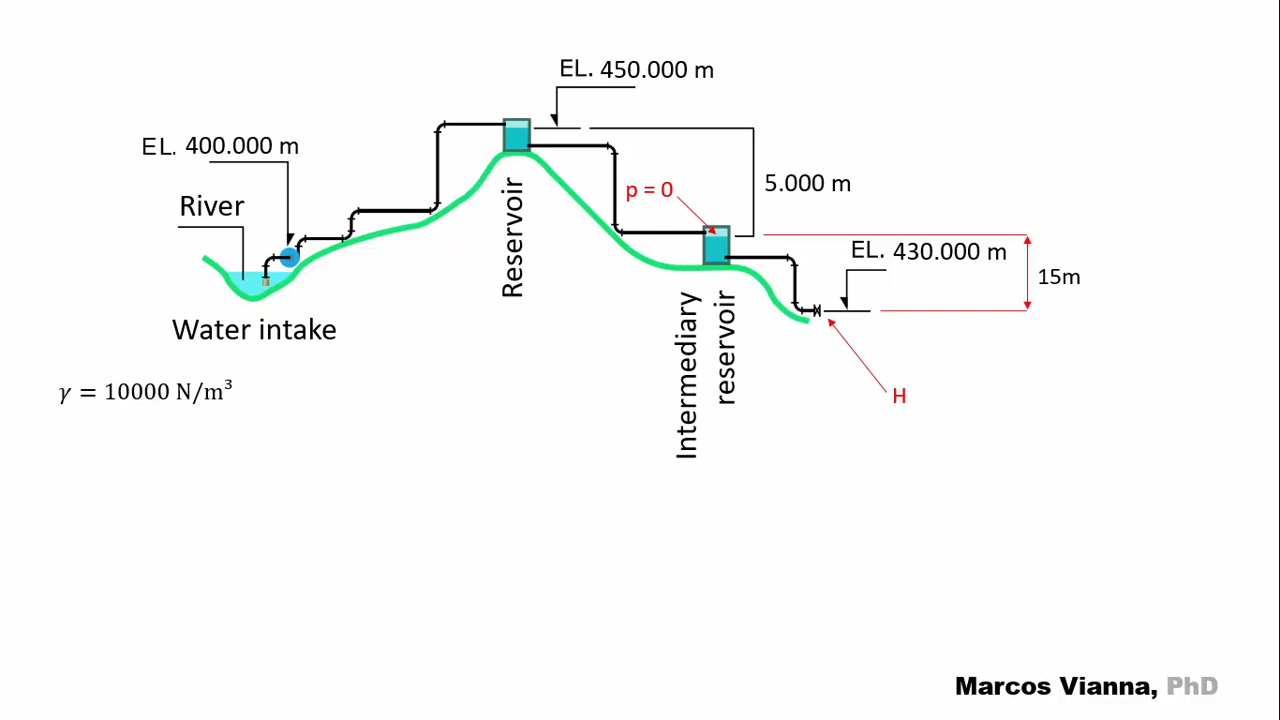 EL. 450.000 m
EL. 400.000 m
River
p = 0
5.000 m
EL. 430.000 m
15m
Reservoir
Water intake
Intermediary
reservoir
H
γ = 10000 N/m³
Marcos Vianna, PhD